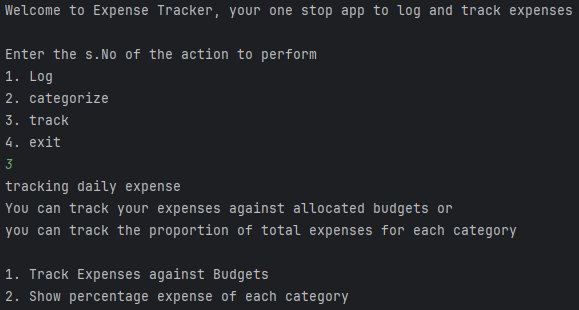 Welcome to Expense Tracker, your one stop app to log and track expenses
Enter the s.No of the action to perform
1. Log
2. categorize
3. track
4. exit
3
tracking daily expense
You can track your expenses against allocated budgets or
you can track the proportion of total expenses for each category
1. Track Expenses against Budgets
2. Show percentage expense of each category